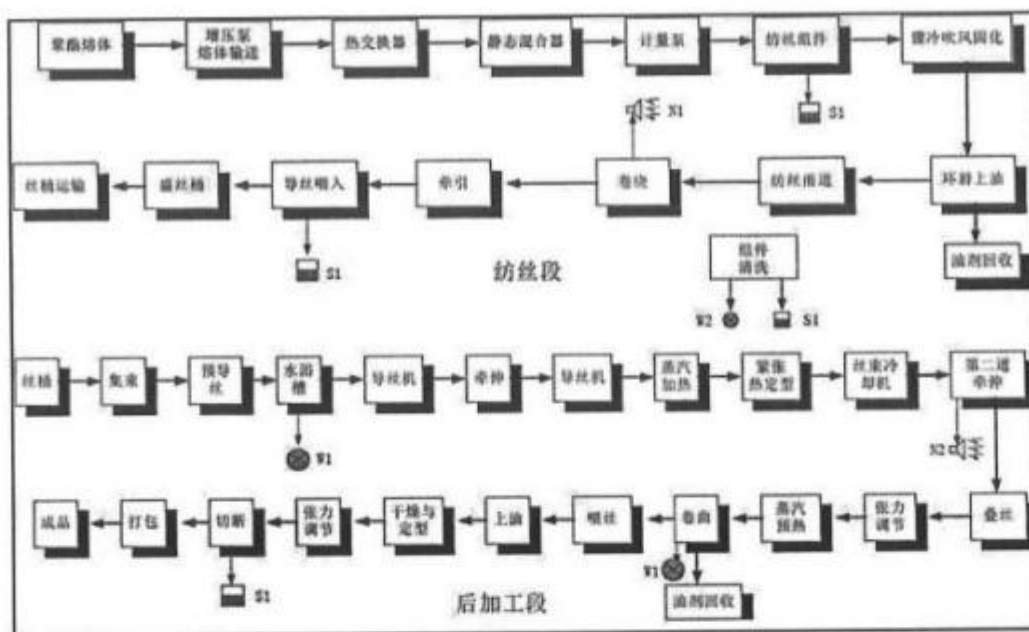 聚酯熔体
增压泵
熔体输送
热交换器
静态混合器
计量泵
纺丝组件
骤冷吹风固化
N1
S1
丝桶运输
盛丝桶
导丝喂入
牵引
卷绕
纺丝甬道
环形上油
S1
纺丝段
组件
清洗
油剂回收
W2
S1
丝桶
集束
预导
丝
水浴
槽
导丝机
牵伸
导丝机
蒸汽
加热
紧张
热定型
丝束冷
却机
第二道
牵伸
W1
N2
成品
打包
切断
张力
调节
干燥与
定型
上油
喂丝
卷曲
蒸汽
预热
张力
调节
叠丝
W1
S1
后加工段
油剂回收